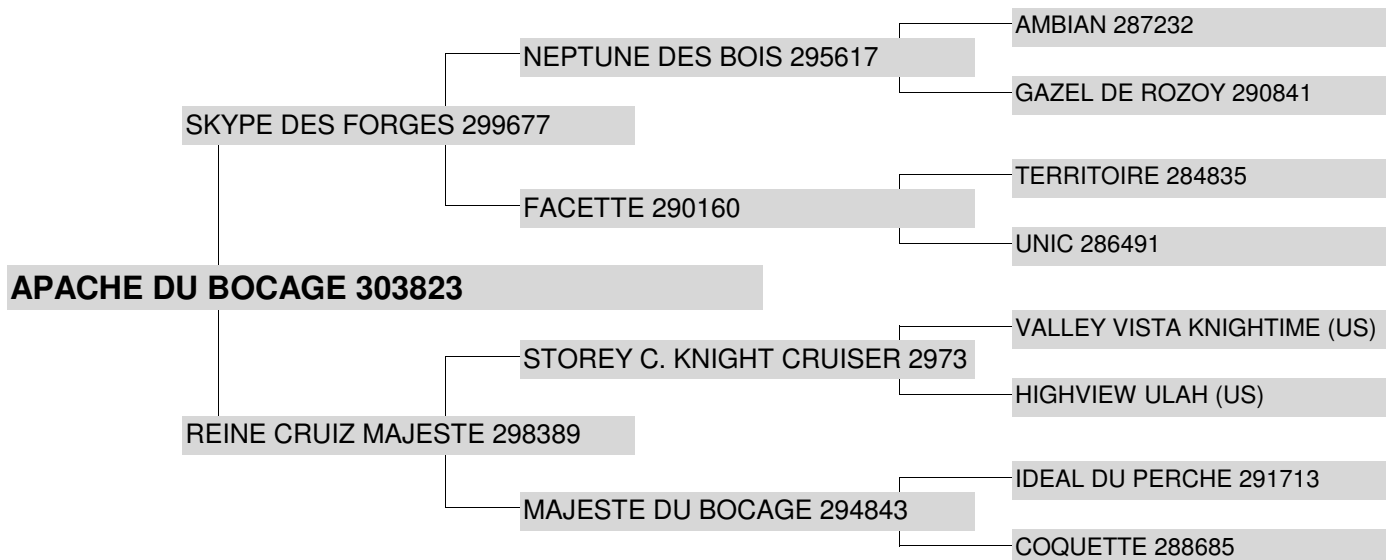 AMBIAN 287232
NEPTUNE DES BOIS 295617
GAZEL DE ROZOY 290841
SKYPE DES FORGES 299677
TERRITOIRE 284835
FACETTE 290160
UNIC 286491
APACHE DU BOCAGE 303823
VALLEY VISTA KNIGHTIME (US)
STOREY C. KNIGHT CRUISER 2973
HIGHVIEW ULAH (US)
REINE CRUIZ MAJESTE 298389
IDEAL DU PERCHE 291713
MAJESTE DU BOCAGE 294843
COQUETTE 288685